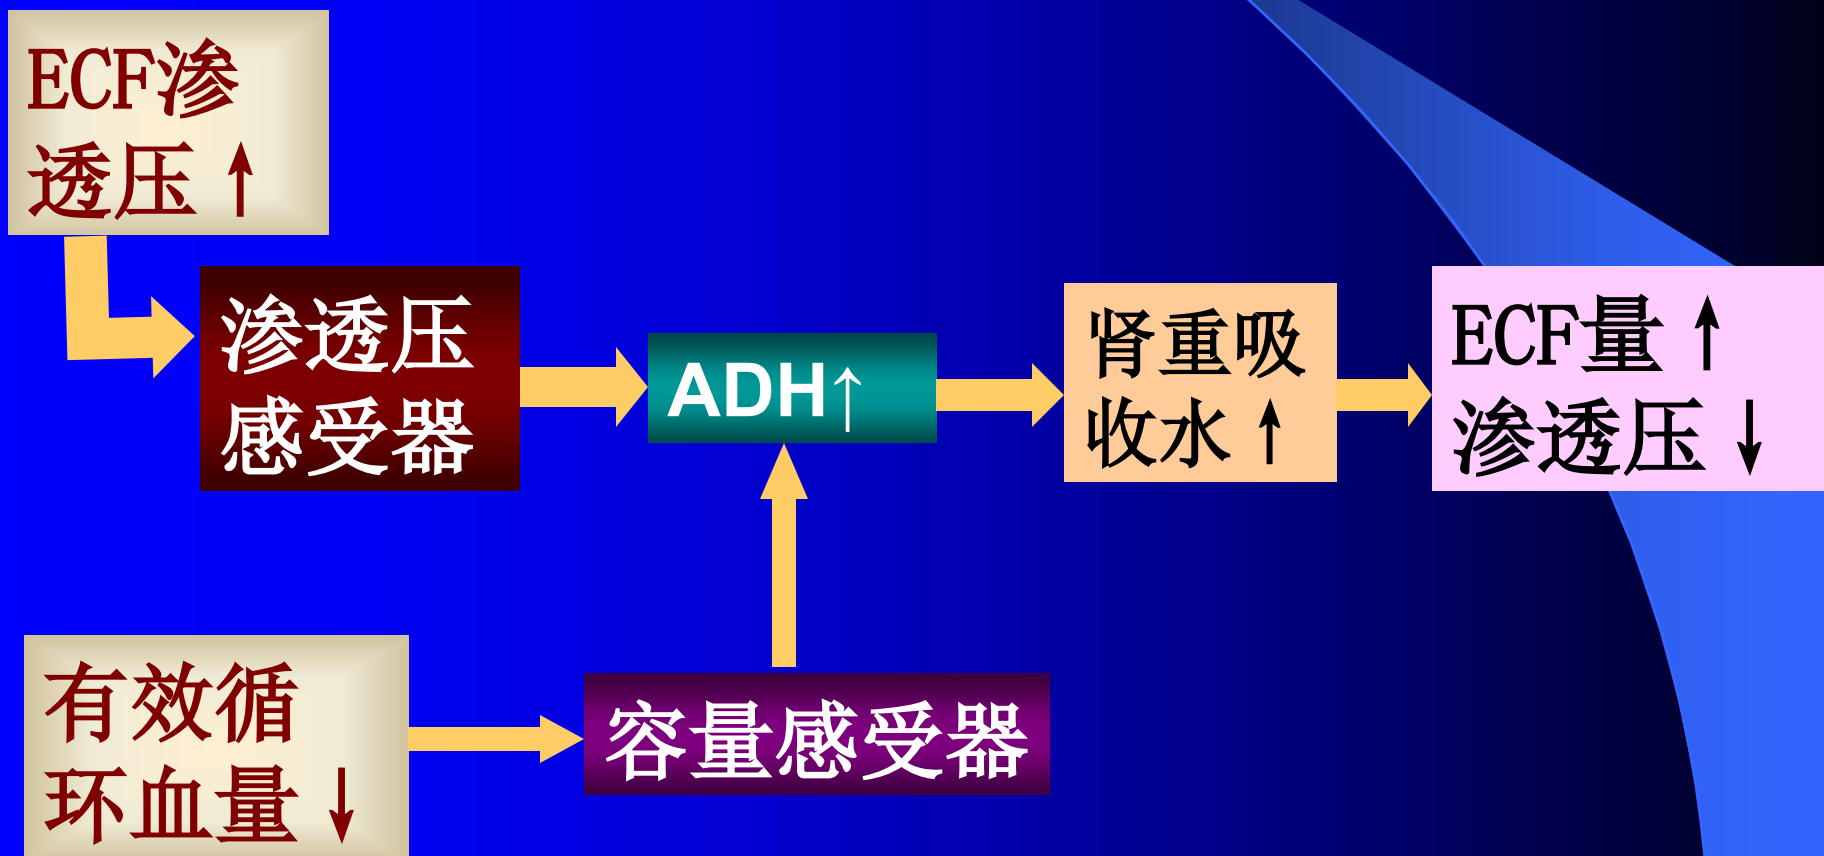 ECF渗
透压↑
渗透压
感受器
ADH↑
肾重吸
收水↑
ECF量↑
渗透压↓
有效循
环血量↓
容量感受器